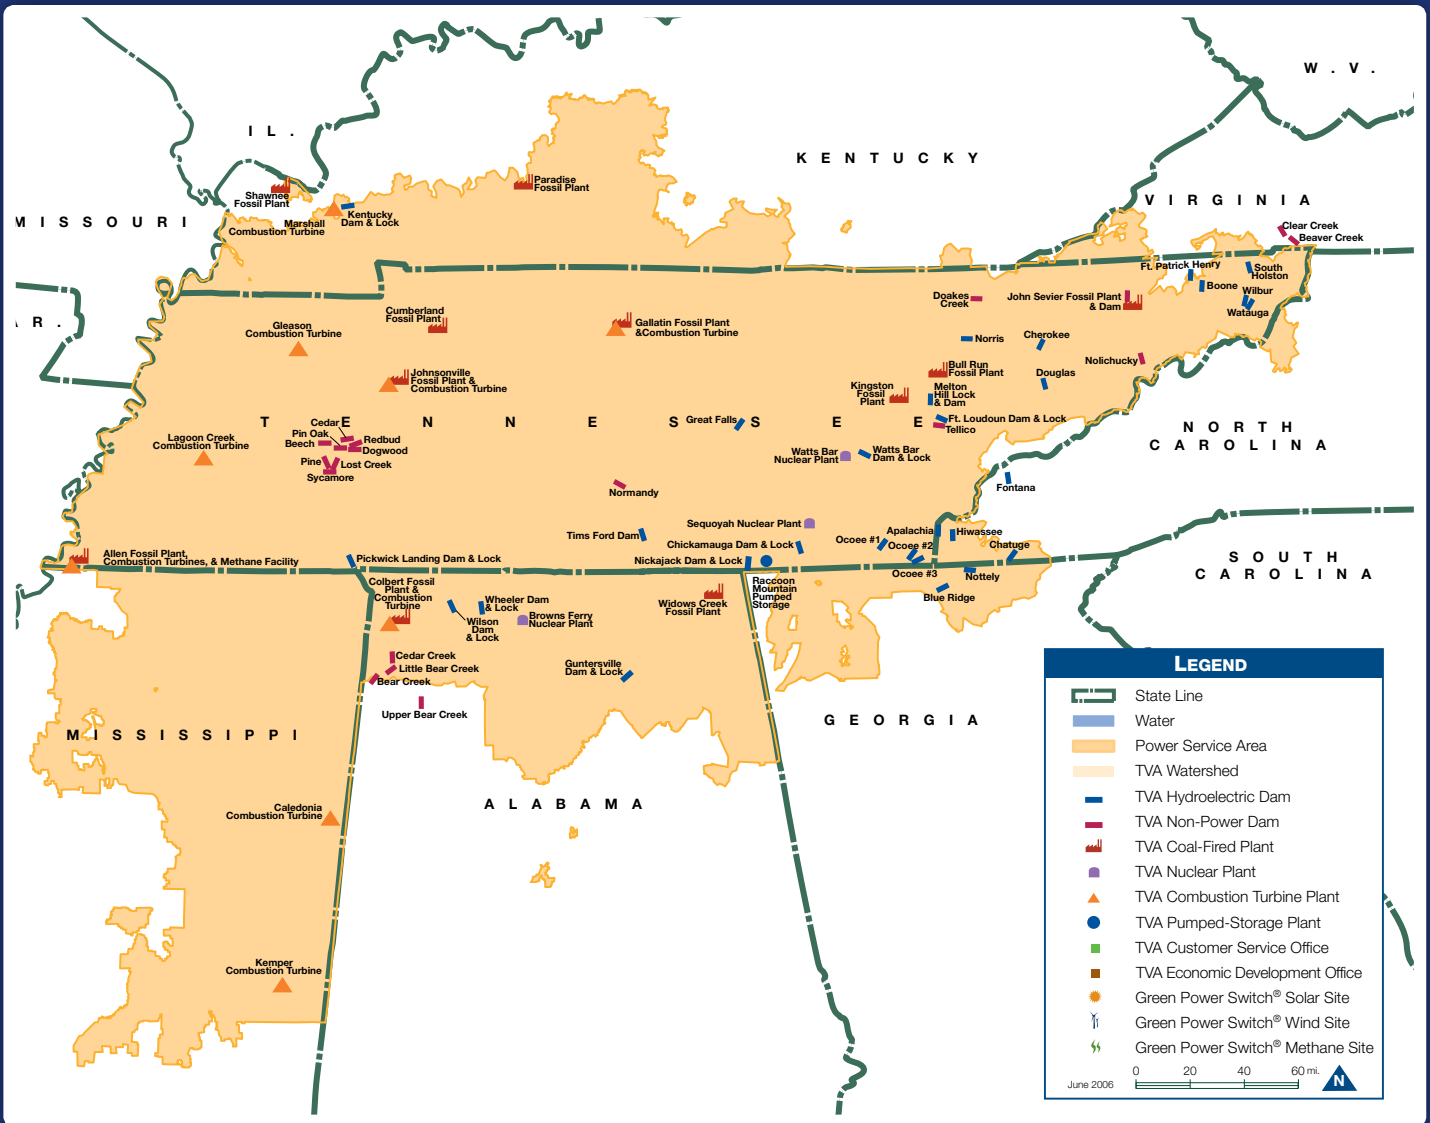 W . V .
I L .
K E N T U C K Y
Paradise
Fossil Plant
Shawnee
Fossil Plant
V I R G I N I A
M I S S O U R I
Marshall
Combustion Turbine
Kentucky
Dam & Lock
Clear Creek
Beaver Creek
Ft. Patrick Henry
South
Holston
Boone
Wilbur
Watauga
Doakes
Creek
John Sevier Fossil Plant
& Dam
R .
Cumberland
Fossil Plant
Gleason
Combustion Turbine
Gallatin Fossil Plant
&Combustion Turbine
Norris
Cherokee
Nolichucky
Johnsonville
Fossil Plant &
Combustion Turbine
Bull Run
Fossil Plant
Douglas
Kingston
Fossil
Plant
Melton
Hill Lock
& Dam
T E N N E S S E E
Great Falls
Ft. Loudoun Dam & Lock
Tellico
Cedar
Pin Oak
Beech
Redbud
Dogwood
Pine
Lost Creek
Sycamore
Lagoon Creek
Combustion Turbine
N O R T H
C A R O L I N A
Watts Bar
Nuclear Plant
Watts Bar
Dam & Lock
Normandy
Fontana
Sequoyah Nuclear Plant
Tims Ford Dam
Chickamauga Dam & Lock
Nickajack Dam & Lock
Apalachia
Hiwassee
Ocoee #1
Ocoee #2
Chatuge
Ocoee #3
Nottely
Blue Ridge
Allen Fossil Plant,
Combustion Turbines, & Methane Facility
Pickwick Landing Dam & Lock
S O U T H
C A R O L I N A
Colbert Fossil
Plant &
Combustion
Turbine
Wheeler Dam
& Lock
Wilson
Dam
& Lock
Browns Ferry
Nuclear Plant
Widows Creek
Fossil Plant
Raccoon
Mountain
Pumped
Storage
Cedar Creek
Little Bear Creek
Bear Creek
Upper Bear Creek
Guntersville
Dam & Lock
G E O R G I A
M I S S I S S I P P I
A L A B A M A
Caledonia
Combustion Turbine
Kemper
Combustion Turbine
LEGEND
State Line
Water
Power Service Area
TVA Watershed
TVA Hydroelectric Dam
TVA Non-Power Dam
TVA Coal-Fired Plant
TVA Nuclear Plant
TVA Combustion Turbine Plant
TVA Pumped-Storage Plant
TVA Customer Service Office
TVA Economic Development Office
Green Power Switch® Solar Site
Green Power Switch® Wind Site
Green Power Switch® Methane Site
0 20 40 60 mi.
June 2006
N